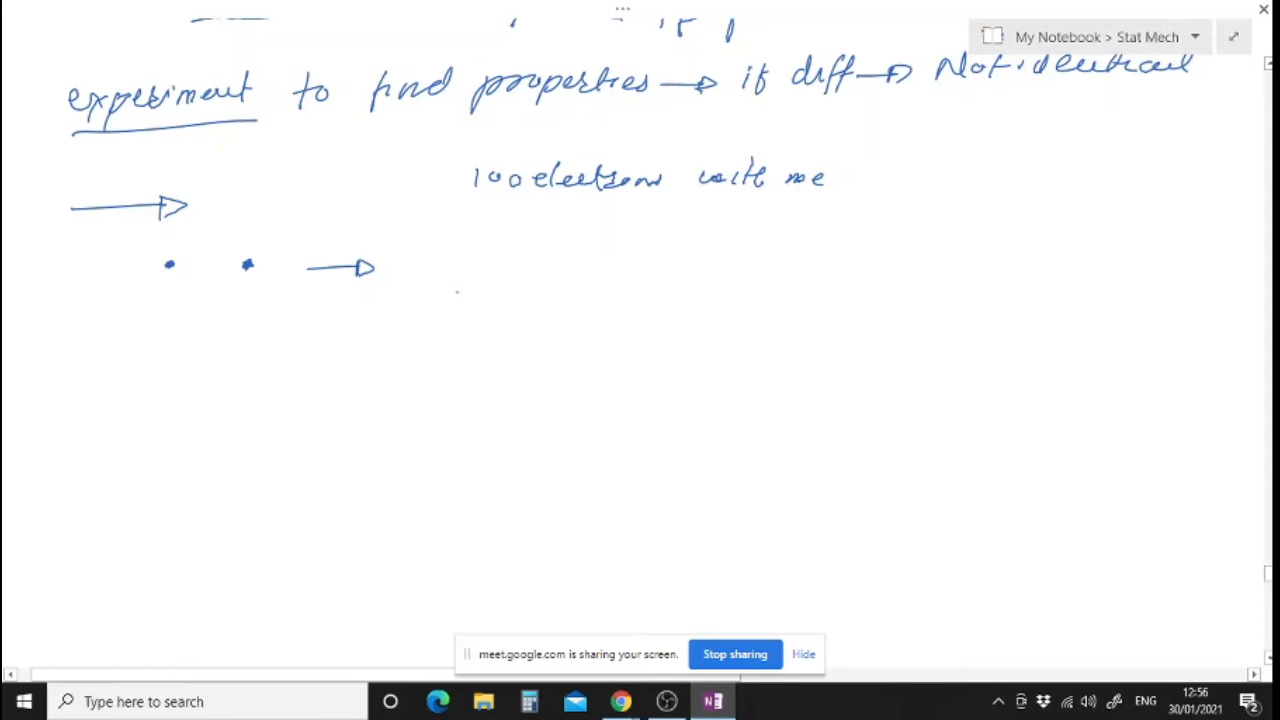 My Notebook > Stat Mech
experiment to find properties → if diff → Not identical
100 electrons with me
meet.google.com is sharing your screen.
Stop sharing
Hide
Type here to search
ENG
12:56
30/01/2021
2